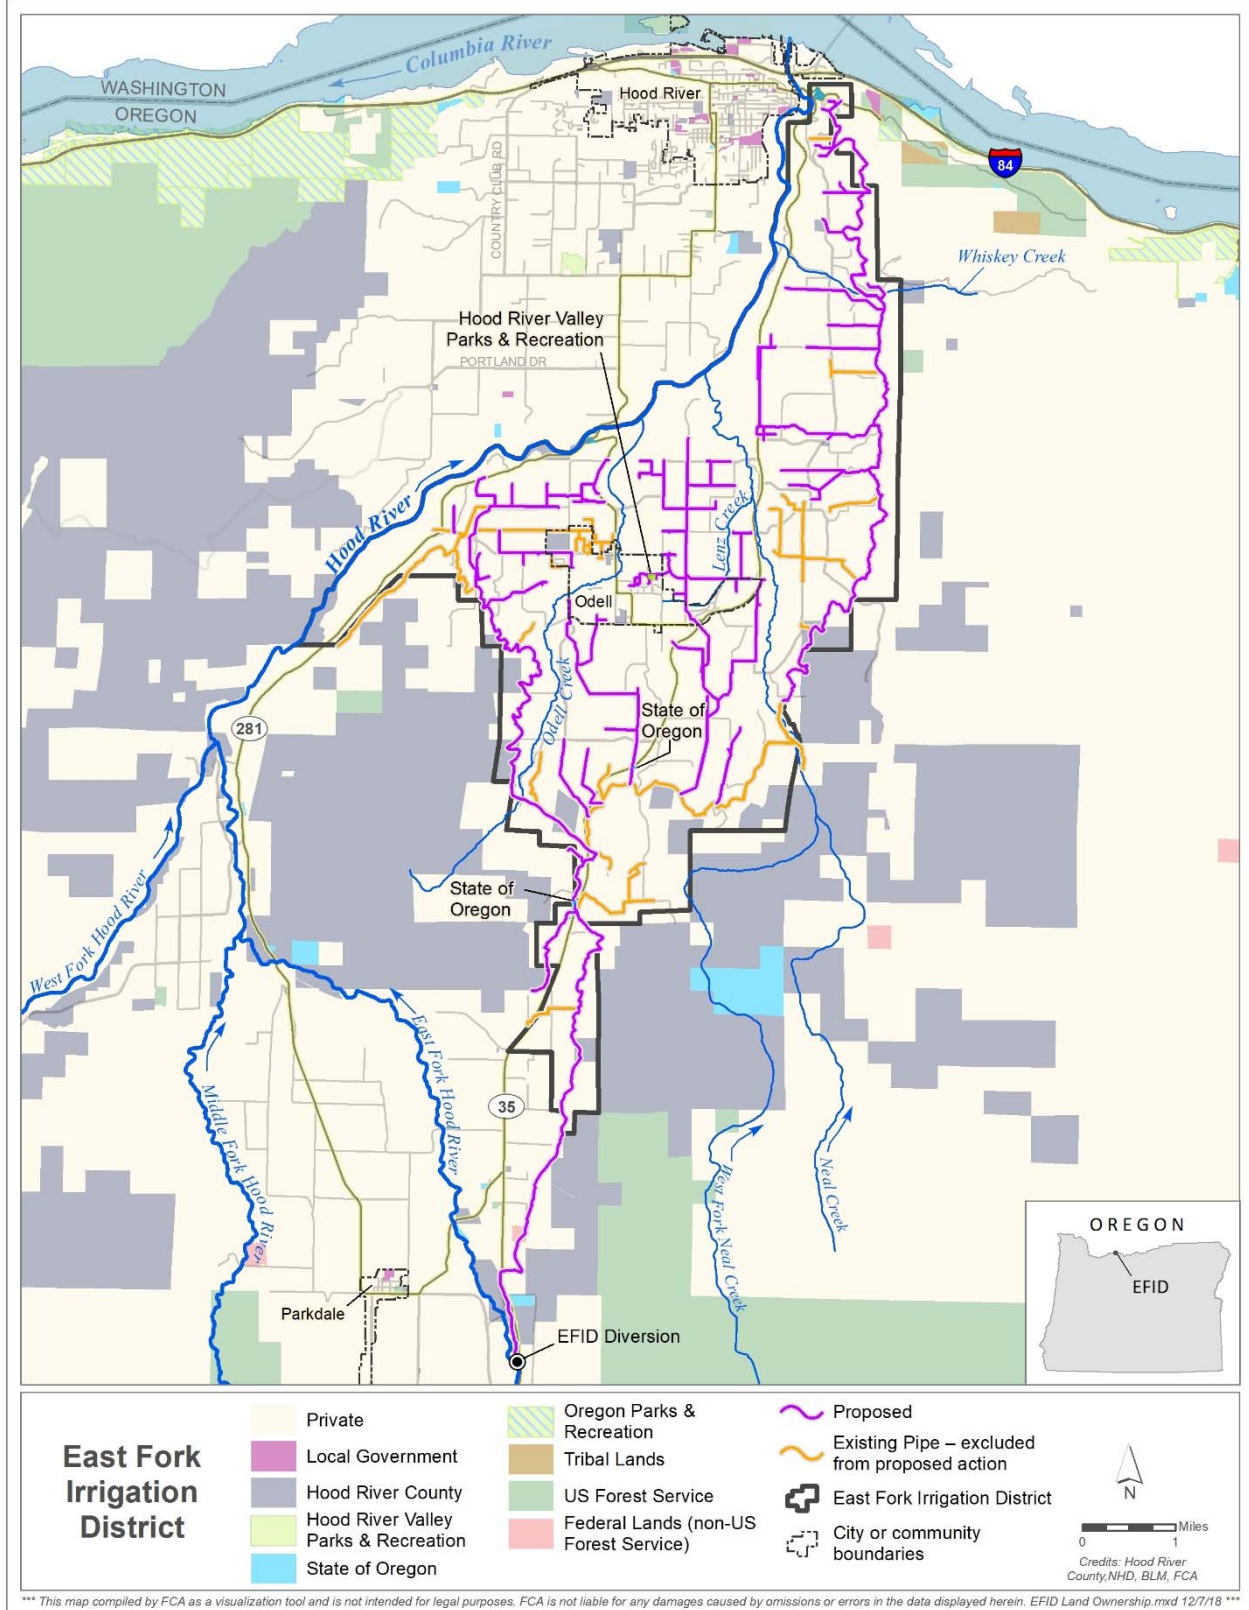 Columbia River
WASHINGTON
OREGON
Hood River
84
COUNTRY CLUB RD
Whiskey Creek
Hood River Valley
Parks & Recreation
PORTLAND DR
Hood River
Lenz Creek
Odell
Odell Creek
State of
Oregon
281
State of
Oregon
West Fork Hood River
East Fork Hood River
Middle Fork Hood River
35
Neal Creek
West Fork Neal Creek
Parkdale
EFID Diversion
OREGON
EFID
East Fork
Irrigation
District
Private
Local Government
Hood River County
Hood River Valley
Parks & Recreation
State of Oregon
Oregon Parks &
Recreation
Tribal Lands
US Forest Service
Federal Lands (non-US
Forest Service)
Proposed
Existing Pipe – excluded
from proposed action
East Fork Irrigation District
City or community
boundaries
N
Miles
0 1
Credits: Hood River
County,NHD, BLM, FCA
*** This map compiled by FCA as a visualization tool and is not intended for legal purposes. FCA is not liable for any damages caused by omissions or errors in the data displayed herein. EFID Land Ownership.mxd 12/7/18 ***